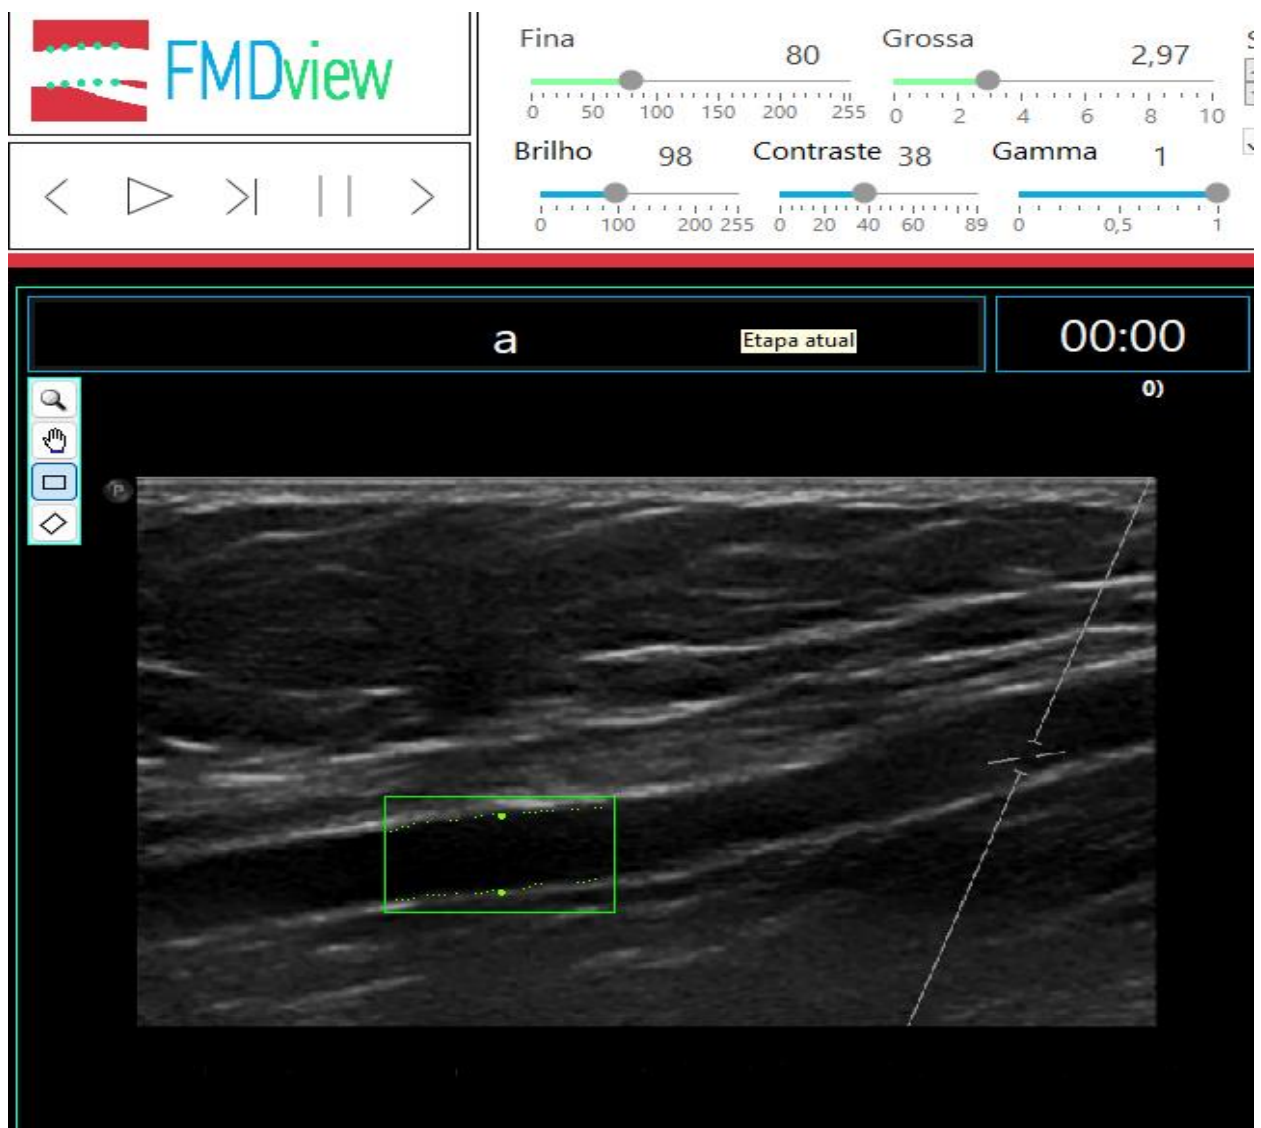 FMDview
Fina
80
0 50 100 150 200 255
Grossa
2,97
0 2 4 6 8 10
Brilho
98
0 100 200 255
Contraste
38
0 20 40 60 89
Gamma
1
0 0,5 1
a
Etapa atual
00:00
0)
P